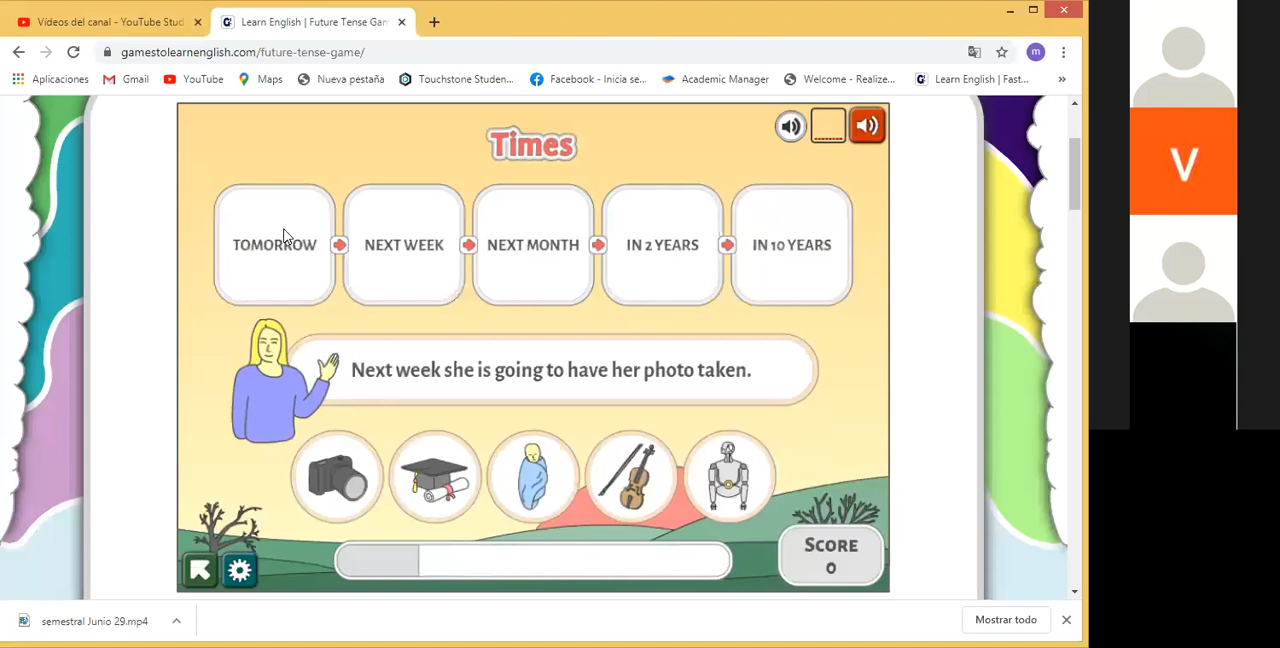 Vídeos del canal - YouTube Stud
Learn English | Future Tense Gam
gamestolearnenglish.com/future-tense-game/
m
Aplicaciones
Gmail
YouTube
Maps
Nueva pestaña
Touchstone Studen...
Facebook - Inicia se...
Academic Manager
Welcome - Realize...
Learn English | Fast...
»
Times
TOMORROW
NEXT WEEK
NEXT MONTH
IN 2 YEARS
IN 10 YEARS
Next week she is going to have her photo taken.
SCORE
0
semestral Junio 29.mp4
Mostrar todo
V